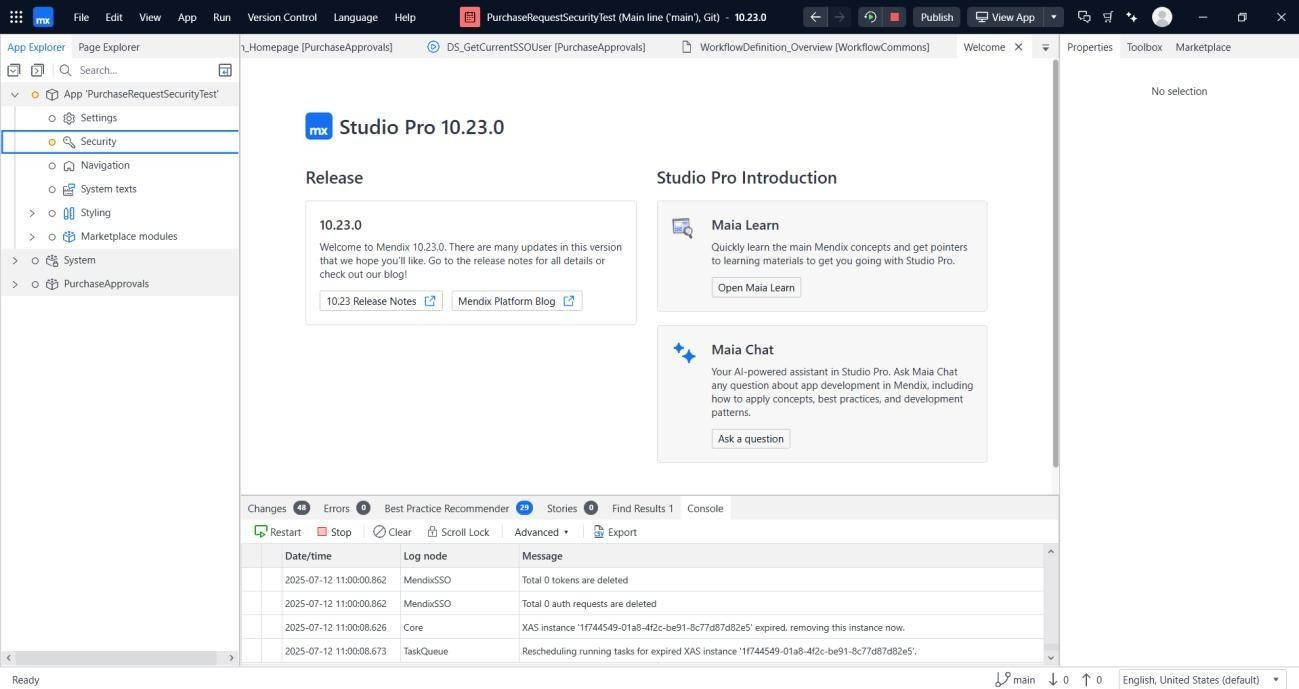 mx File Edit View App Run Version Control Language Help PurchaseRequestSecurityTest (Main line ('main'), Git) - 10.23.0 Publish View App
App Explorer Page Explorer
n_Homepage [PurchaseApprovals] DS_GetCurrentSSOUser [PurchaseApprovals] WorkflowDefinition_Overview [WorkflowCommons] Welcome
Properties Toolbox Marketplace
Search...
App 'PurchaseRequestSecurityTest'
Settings
Security
Navigation
System texts
Styling
Marketplace modules
System
PurchaseApprovals
mx Studio Pro 10.23.0
Release
10.23.0
Welcome to Mendix 10.23.0. There are many updates in this version
that we hope you'll like. Go to the release notes for all details or
check out our blog!
10.23 Release Notes Mendix Platform Blog
Studio Pro Introduction
Maia Learn
Quickly learn the main Mendix concepts and get pointers
to learning materials to get you going with Studio Pro.
Open Maia Learn
Maia Chat
Your AI-powered assistant in Studio Pro. Ask Maia Chat
any question about app development in Mendix, including
how to apply concepts, best practices, and development
patterns.
Ask a question
No selection
Changes 48 Errors 0 Best Practice Recommender 29 Stories 0 Find Results 1 Console
Restart Stop Clear Scroll Lock Advanced Export
Date/time Log node Message
2025-07-12 11:00:00.862 MendixSSO Total 0 tokens are deleted
2025-07-12 11:00:00.862 MendixSSO Total 0 auth requests are deleted
2025-07-12 11:00:08.626 Core XAS instance '1f744549-01a8-4f2c-be91-8c77d87d82e5' expired, removing this instance now.
2025-07-12 11:00:08.673 TaskQueue Rescheduling running tasks for expired XAS instance '1f744549-01a8-4f2c-be91-8c77d87d82e5'.
Ready main 0 0 English, United States (default)